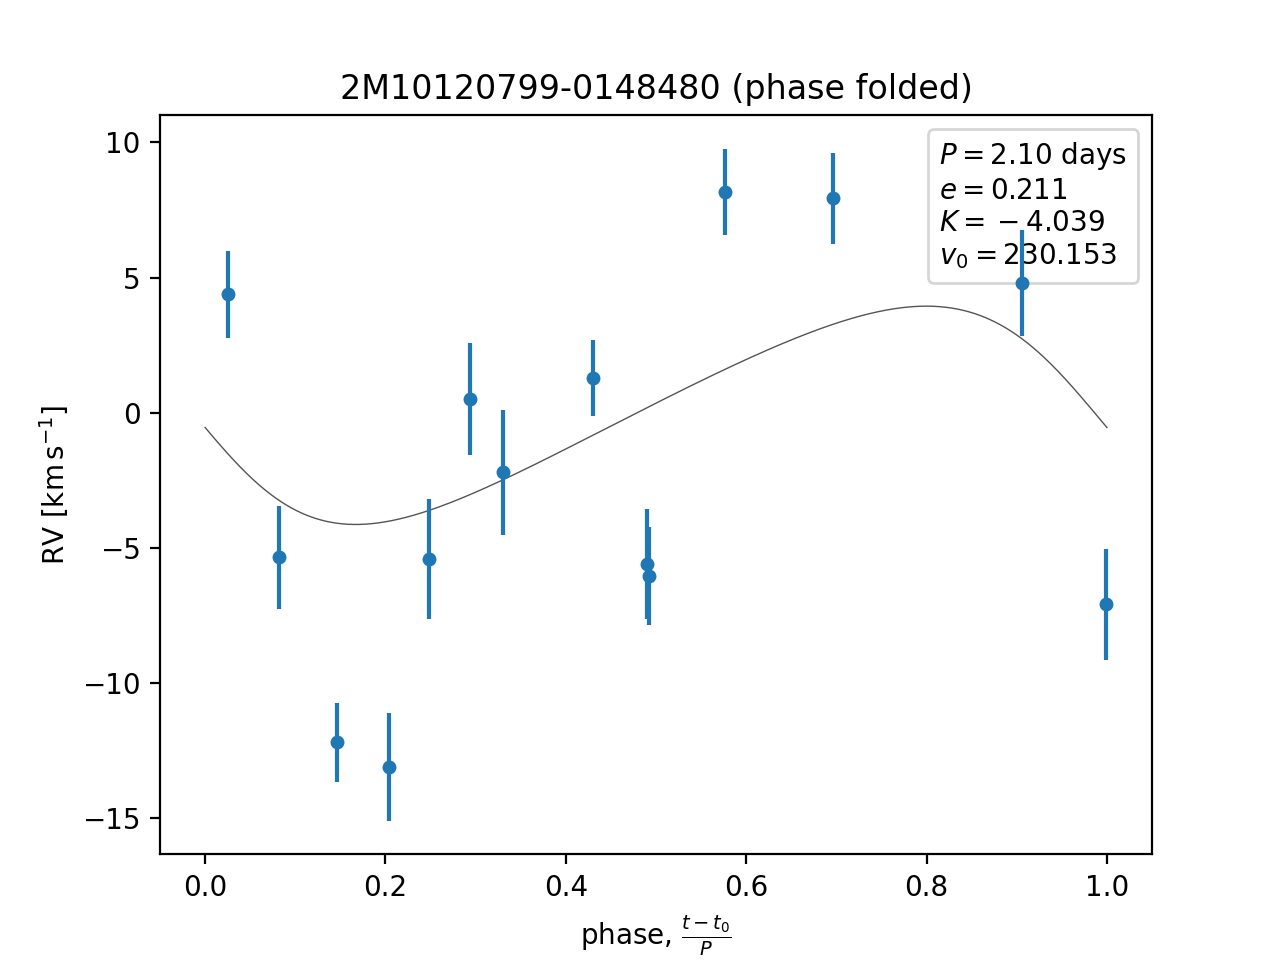 2M10120799-0148480 (phase folded)
P = 2.10 days
e = 0.211
K = −4.039
v₀ = 230.153
10
5
0
−5
−10
−15
RV [km s⁻¹]
0.0 0.2 0.4 0.6 0.8 1.0
phase, (t − t₀)/P